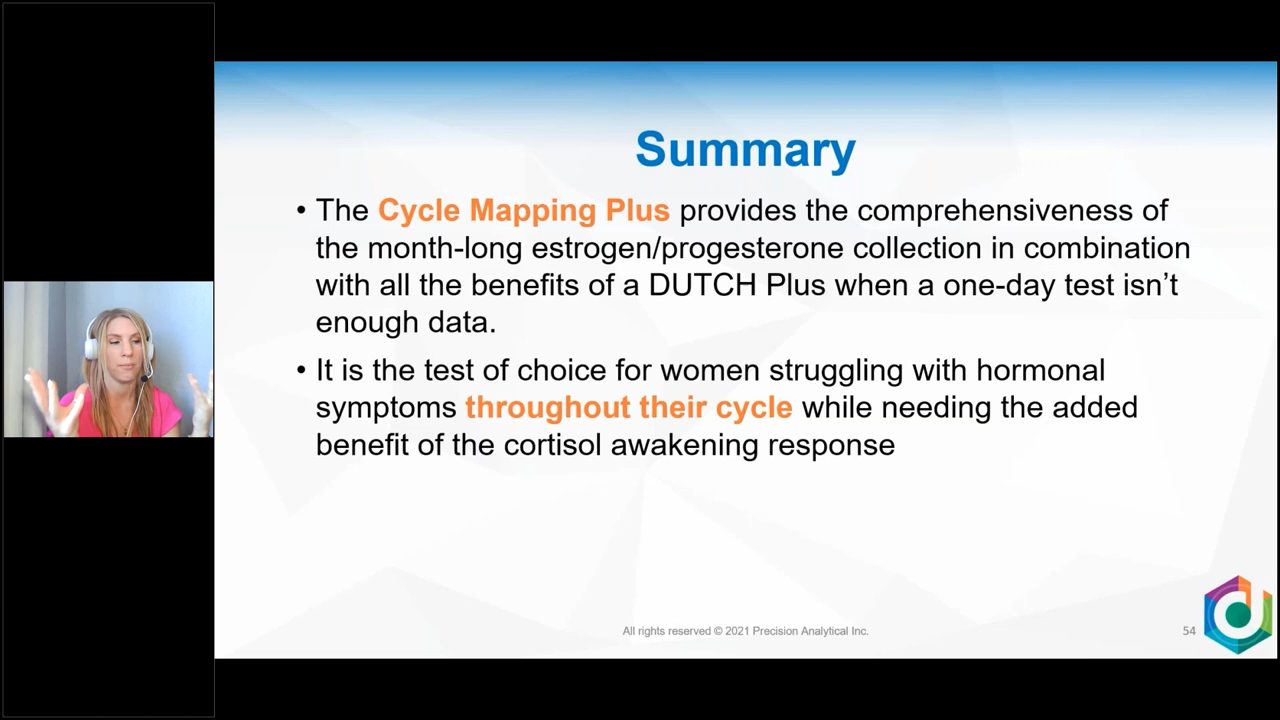 Summary
• The Cycle Mapping Plus provides the comprehensiveness of
the month-long estrogen/progesterone collection in combination
with all the benefits of a DUTCH Plus when a one-day test isn’t
enough data.
• It is the test of choice for women struggling with hormonal
symptoms throughout their cycle while needing the added
benefit of the cortisol awakening response
All rights reserved © 2021 Precision Analytical Inc.
54